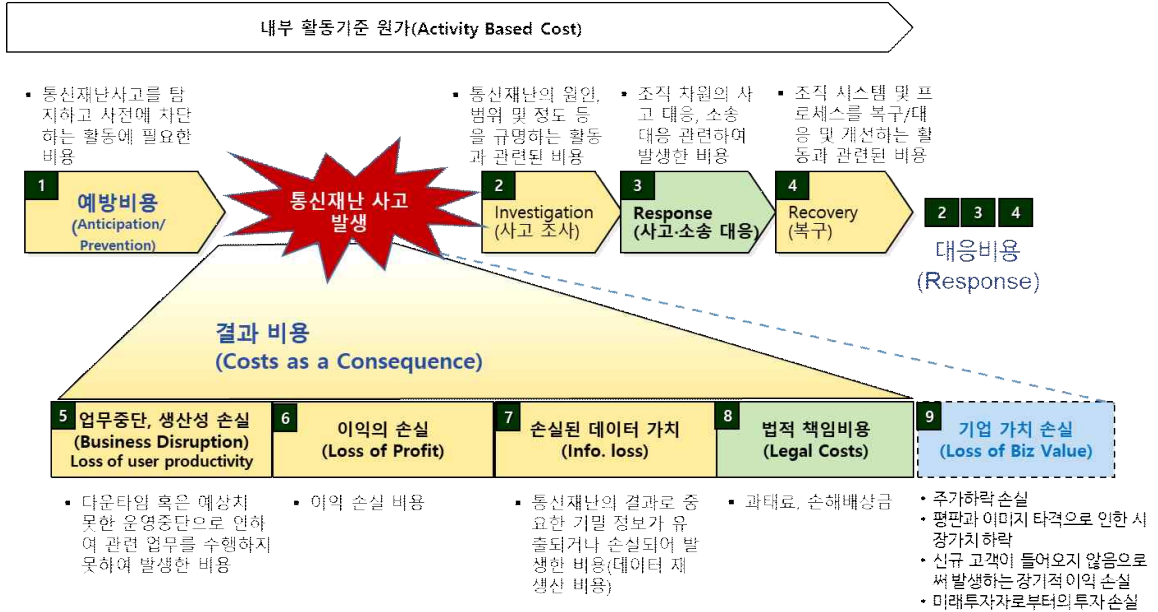 내부 활동기준 원가(Activity Based Cost)
▪ 통신재난사고를 탐
지하고 사전에 차단
하는 활동에 필요한
비용
▪ 통신재난의 원인,
범위 및 정도 등
을 규명하는 활동
과 관련된 비용
▪ 조직 차원의 사
고 대응, 소송
대응 관련하여
발생한 비용
▪ 조직 시스템 및 프
로세스를 복구/대
응 및 개선하는 활
동과 관련된 비용
1
예방비용
(Anticipation/
Prevention)
통신재난 사고
발생
2
Investigation
(사고 조사)
3
Response
(사고·소송 대응)
4
Recovery
(복구)
2 3 4
대응비용
(Response)
결과 비용
(Costs as a Consequence)
5 업무중단, 생산성 손실
(Business Disruption)
Loss of user productivity
6
이익의 손실
(Loss of Profit)
7
손실된 데이터 가치
(Info. loss)
8
법적 책임비용
(Legal Costs)
9
기업 가치 손실
(Loss of Biz Value)
▪ 다운타임 혹은 예상치
못한 운영중단으로 인하
여 관련 업무를 수행하지
못하여 발생한 비용
▪ 이익 손실 비용
▪ 통신재난의 결과로 중
요한 기밀 정보가 유
출되거나 손실되어 발
생한 비용(데이터 재
생산 비용)
▪ 과태료, 손해배상금
• 주가하락 손실
• 평판과 이미지 타격으로 인한 시
장가치 하락
• 신규 고객이 들어오지 않음으로
써 발생하는 장기적 이익 손실
• 미래투자자로부터의 투자 손실